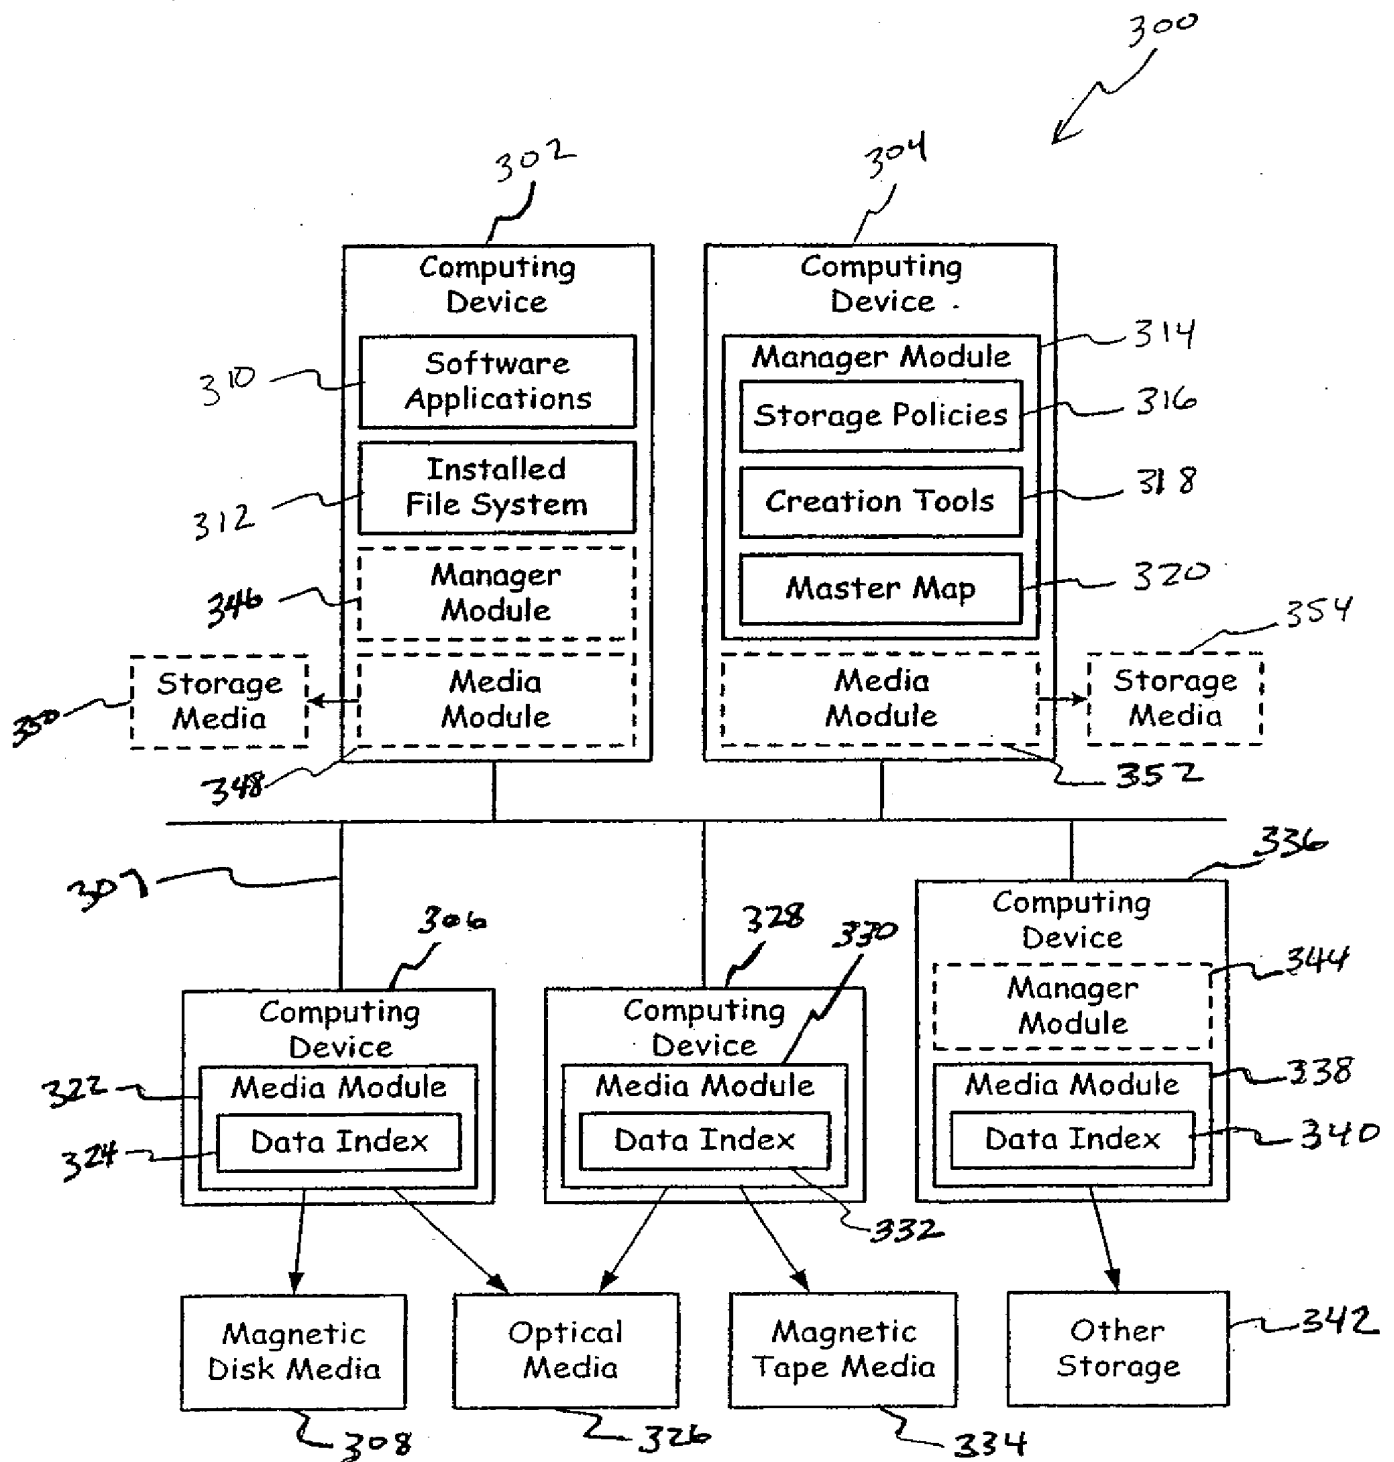 300
302
304
Computing
Device
310
Software
Applications
312
Installed
File System
346
Manager
Module
350
Storage
Media
Media
Module
348
Computing
Device
Manager Module
314
Storage Policies
316
Creation Tools
318
Master Map
320
354
Media
Module
Storage
Media
352
307
306
Computing
Device
322
Media Module
324
Data Index
328
330
Computing
Device
Media Module
Data Index
332
336
Computing
Device
344
Manager
Module
338
Media Module
Data Index
340
Magnetic
Disk Media
308
Optical
Media
326
Magnetic
Tape Media
334
Other
Storage
342